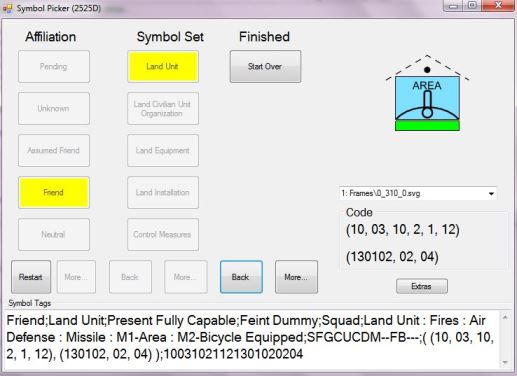 Symbol Picker (2525D)
Affiliation Symbol Set Finished
Pending Land Unit Start Over
Unknown Land Civilian Unit
Organization
Assumed Friend Land Equipment
Friend Land Installation
Neutral Control Measures
AREA
1: Frames\0_310_0.svg
Code
(10, 03, 10, 2, 1, 12)
(130102, 02, 04)
Restart More... Back More... Back More... Extras
Symbol Tags
Friend;Land Unit;Present Fully Capable;Feint Dummy;Squad;Land Unit : Fires : Air
Defense : Missile : M1-Area : M2-Bicycle Equipped;SFGCUCDM--FB---;( (10, 03, 10,
2, 1, 12), (130102, 02, 04) );10031021121301020204